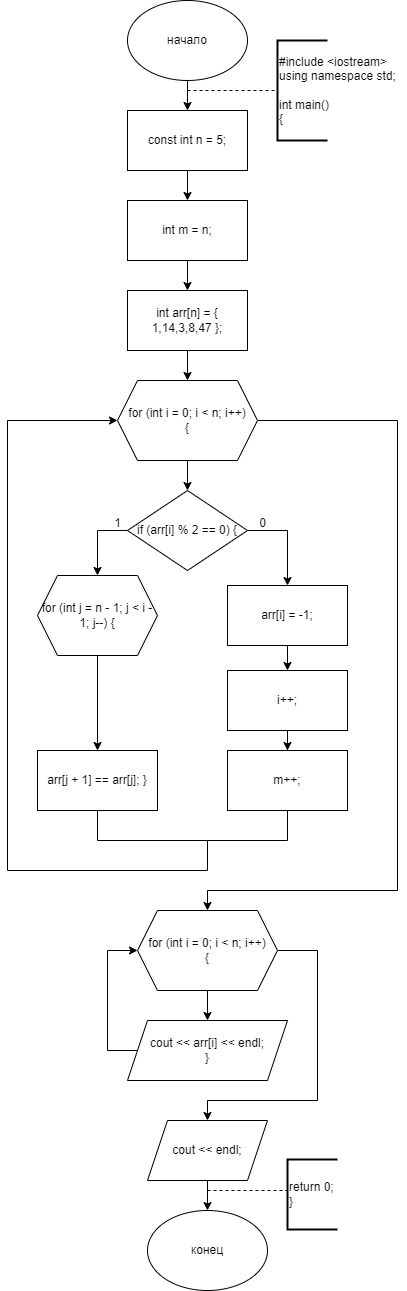 начало
#include <iostream>
using namespace std;
int main()
{
const int n = 5;
int m = n;
int arr[n] = {
1,14,3,8,47 };
for (int i = 0; i < n; i++)
{
1
if (arr[i] % 2 == 0) {
0
for (int j = n - 1; j < i -
1; j--) {
arr[i] = -1;
i++;
arr[j + 1] == arr[j]; }
m++;
for (int i = 0; i < n; i++)
{
cout << arr[i] << endl;
}
cout << endl;
return 0;
}
конец